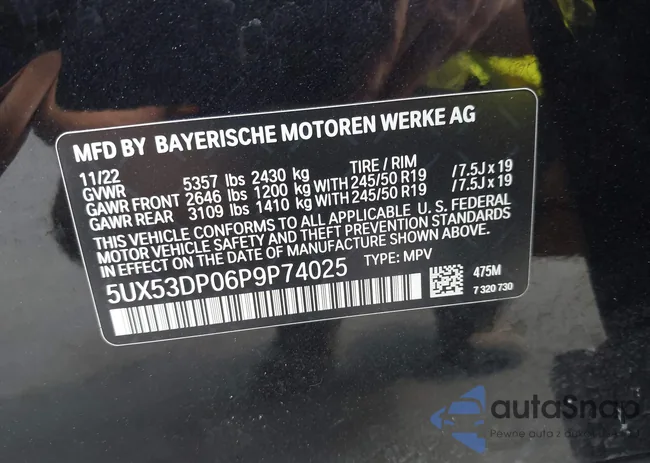 MFD BY BAYERISCHE MOTOREN WERKE AG
11/22 TIRE / RIM
GVWR 5357 lbs 2430 kg
GAWR FRONT 2646 lbs 1200 kg WITH 245/50 R19 / 7.5J x 19
GAWR REAR 3109 lbs 1410 kg WITH 245/50 R19 / 7.5J x 19
THIS VEHICLE CONFORMS TO ALL APPLICABLE U. S. FEDERAL
MOTOR VEHICLE SAFETY AND THEFT PREVENTION STANDARDS
IN EFFECT ON THE DATE OF MANUFACTURE SHOWN ABOVE.
5UX53DP06P9P74025 TYPE: MPV
475M
7 320 730
autaSnap
Pewne auta z